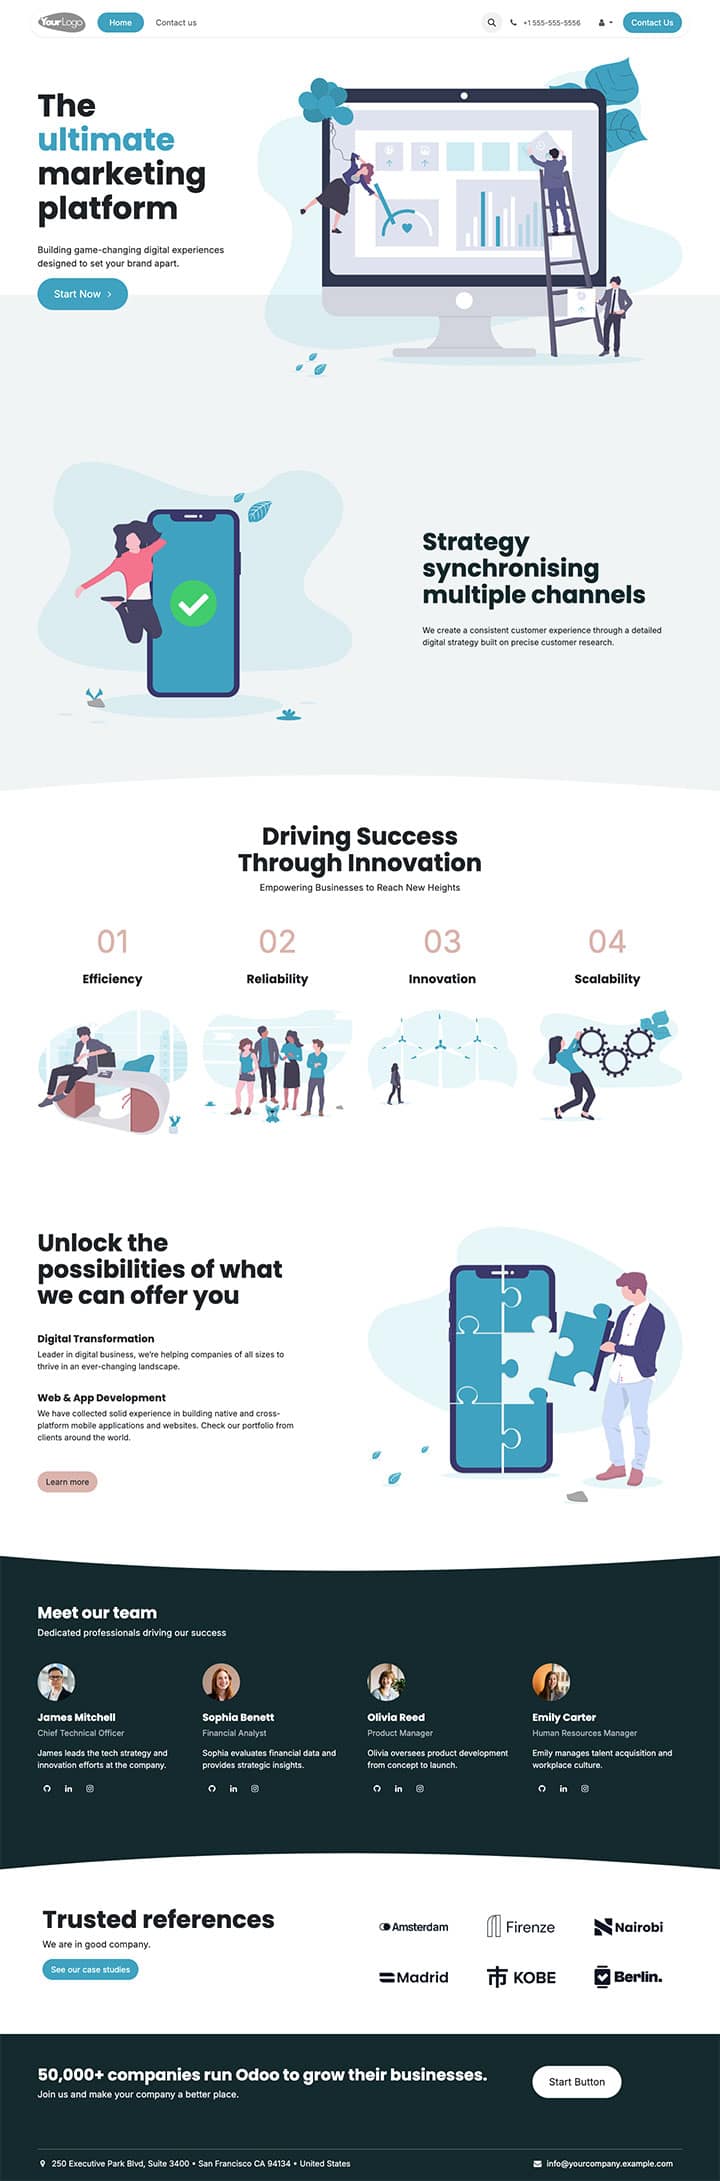 YourLogo
Home
Contact us
+1 555-555-5556
Contact Us
The
ultimate
marketing
platform
Building game-changing digital experiences
designed to set your brand apart.
Start Now
Strategy
synchronising
multiple channels
We create a consistent customer experience through a detailed
digital strategy built on precise customer research.
Driving Success
Through Innovation
Empowering Businesses to Reach New Heights
01
02
03
04
Efficiency
Reliability
Innovation
Scalability
Unlock the
possibilities of what
we can offer you
Digital Transformation
Leader in digital business, we're helping companies of all sizes to
thrive in an ever-changing landscape.
Web & App Development
We have collected solid experience in building native and cross-
platform mobile applications and websites. Check our portfolio from
clients around the world.
Learn more
Meet our team
Dedicated professionals driving our success
James Mitchell
Chief Technical Officer
James leads the tech strategy and
innovation efforts at the company.
Sophia Benett
Financial Analyst
Sophia evaluates financial data and
provides strategic insights.
Olivia Reed
Product Manager
Olivia oversees product development
from concept to launch.
Emily Carter
Human Resources Manager
Emily manages talent acquisition and
workplace culture.
Trusted references
We are in good company.
See our case studies
Amsterdam
Firenze
Nairobi
Madrid
KOBE
Berlin.
50,000+ companies run Odoo to grow their businesses.
Join us and make your company a better place.
Start Button
250 Executive Park Blvd, Suite 3400 • San Francisco CA 94134 • United States
info@yourcompany.example.com